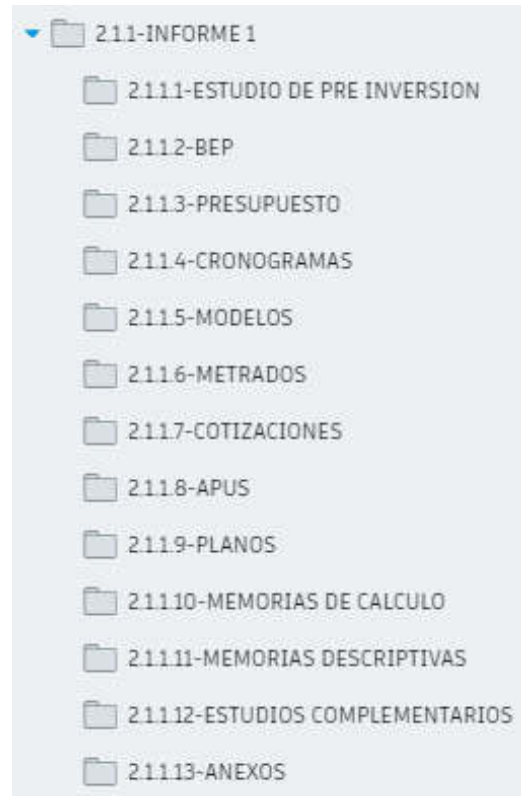 2.1.1-INFORME 1
2.1.1.1-ESTUDIO DE PRE INVERSION
2.1.1.2-BEP
2.1.1.3-PRESUPUESTO
2.1.1.4-CRONOGRAMAS
2.1.1.5-MODELOS
2.1.1.6-METRADOS
2.1.1.7-COTIZACIONES
2.1.1.8-APUS
2.1.1.9-PLANOS
2.1.1.10-MEMORIAS DE CALCULO
2.1.1.11-MEMORIAS DESCRIPTIVAS
2.1.1.12-ESTUDIOS COMPLEMENTARIOS
2.1.1.13-ANEXOS